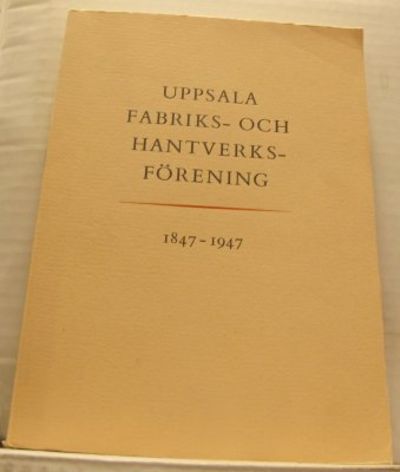 UPPSALA
FABRIKS- OCH
HANTVERKS-
FÖRENING
1847-1947